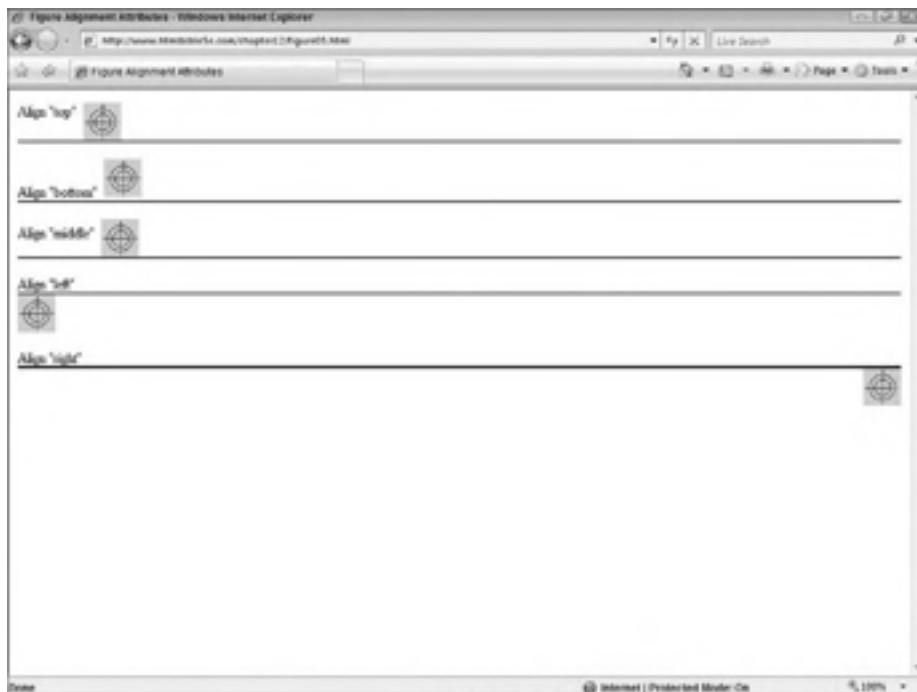 Figure Alignment Attributes - Windows Internet Explorer
Live Search
Figure Alignment Attributes
Page
Tools
Align "top"
Align "bottom"
Align "middle"
Align "left"
Align "right"
Done
Internet | Protected Mode: On
100%